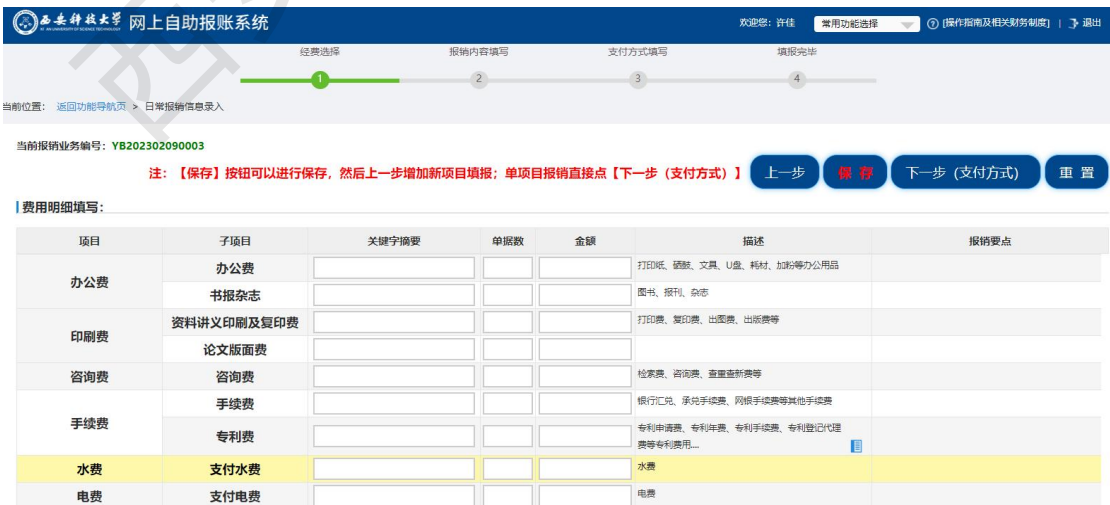 西安科技大学 网上自助报账系统 欢迎您：许佳 常用功能选择 ? [操作指南及相关财务制度] | 退出
经费选择 报销内容填写 支付方式填写 填报完毕
1 2 3 4
当前位置： 返回功能导航页 > 日常报销信息录入
当前报销业务编号：YB202302090003
注：【保存】按钮可以进行保存，然后上一步增加新项目填报；单项目报销直接点【下一步（支付方式）】 上一步 保 存 下一步（支付方式） 重 置
费用明细填写：
项目 子项目 关键字摘要 单据数 金额 描述 报销要点
办公费 办公费 打印纸、硒鼓、文具、U盘、耗材、加粉等办公用品
书报杂志 图书、报刊、杂志
印刷费 资料讲义印刷及复印费 打印费、复印费、出图费、出版费等
论文版面费
咨询费 咨询费 检索费、咨询费、查重查新费等
手续费 手续费 银行汇兑、承兑手续费、网银手续费等其他手续费
专利费 专利申请费、专利年费、专利手续费、专利登记代理
费等专利费用...
水费 支付水费 水费
电费 支付电费 电费